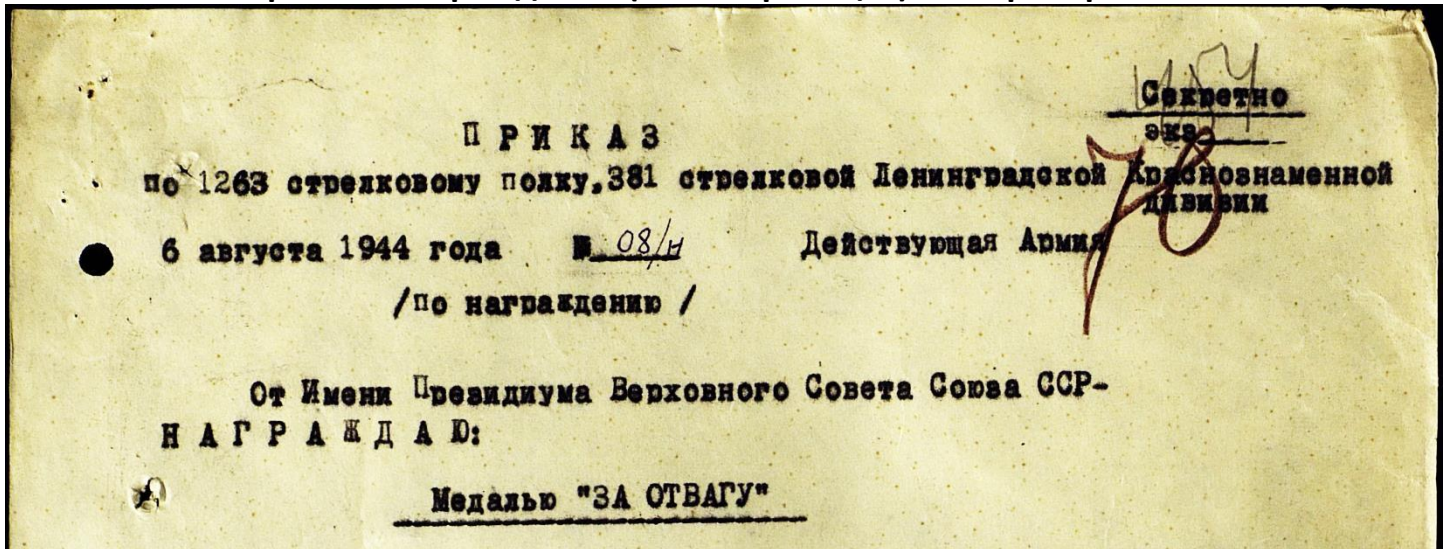 Секретно
П Р И К А З
экз
по 1263 стрелковому полку, 381 стрелковой Ленинградской Краснознаменной
дивизии
6 августа 1944 года № 08/н Действующая Армия
78
/по награждению /
От Имени Президиума Верховного Совета Союза ССР-
Н А Г Р А Ж Д А Ю:
Медалью "ЗА ОТВАГУ"